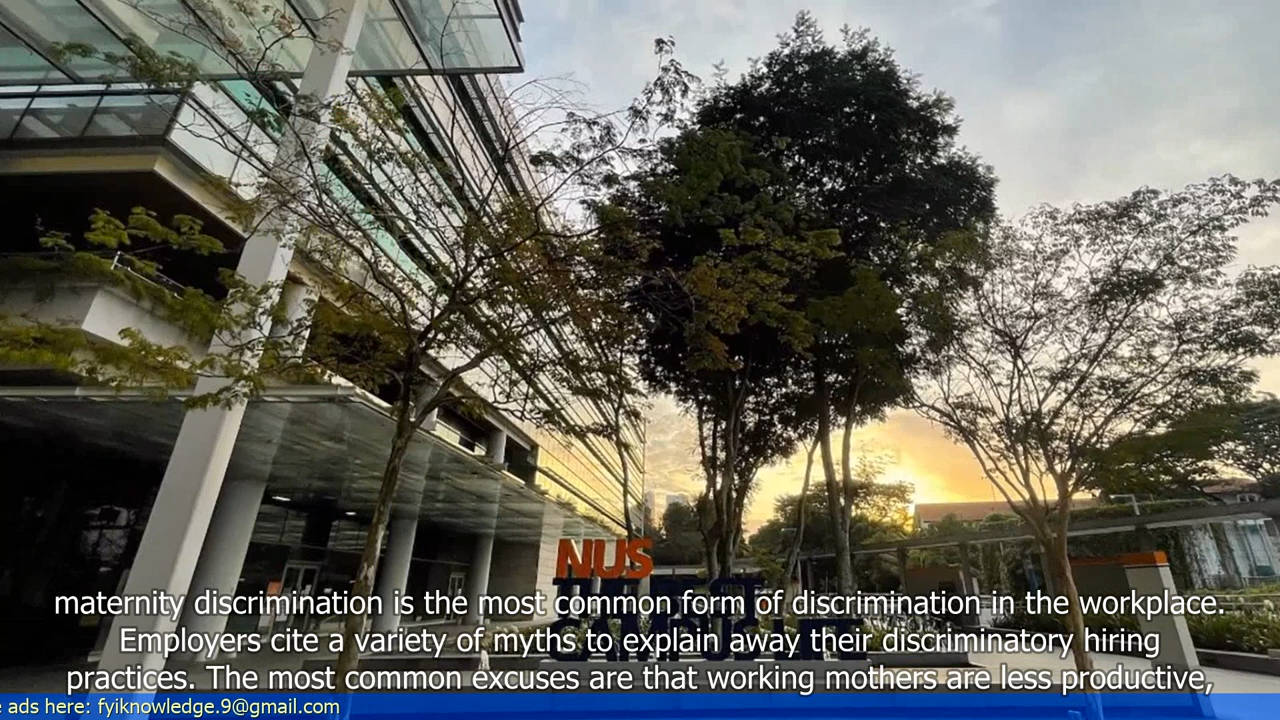 NUS
CAMPUS LIFE
maternity discrimination is the most common form of discrimination in the workplace.
Employers cite a variety of myths to explain away their discriminatory hiring
practices. The most common excuses are that working mothers are less productive,
ads here: fyiknowledge.9@gmail.com